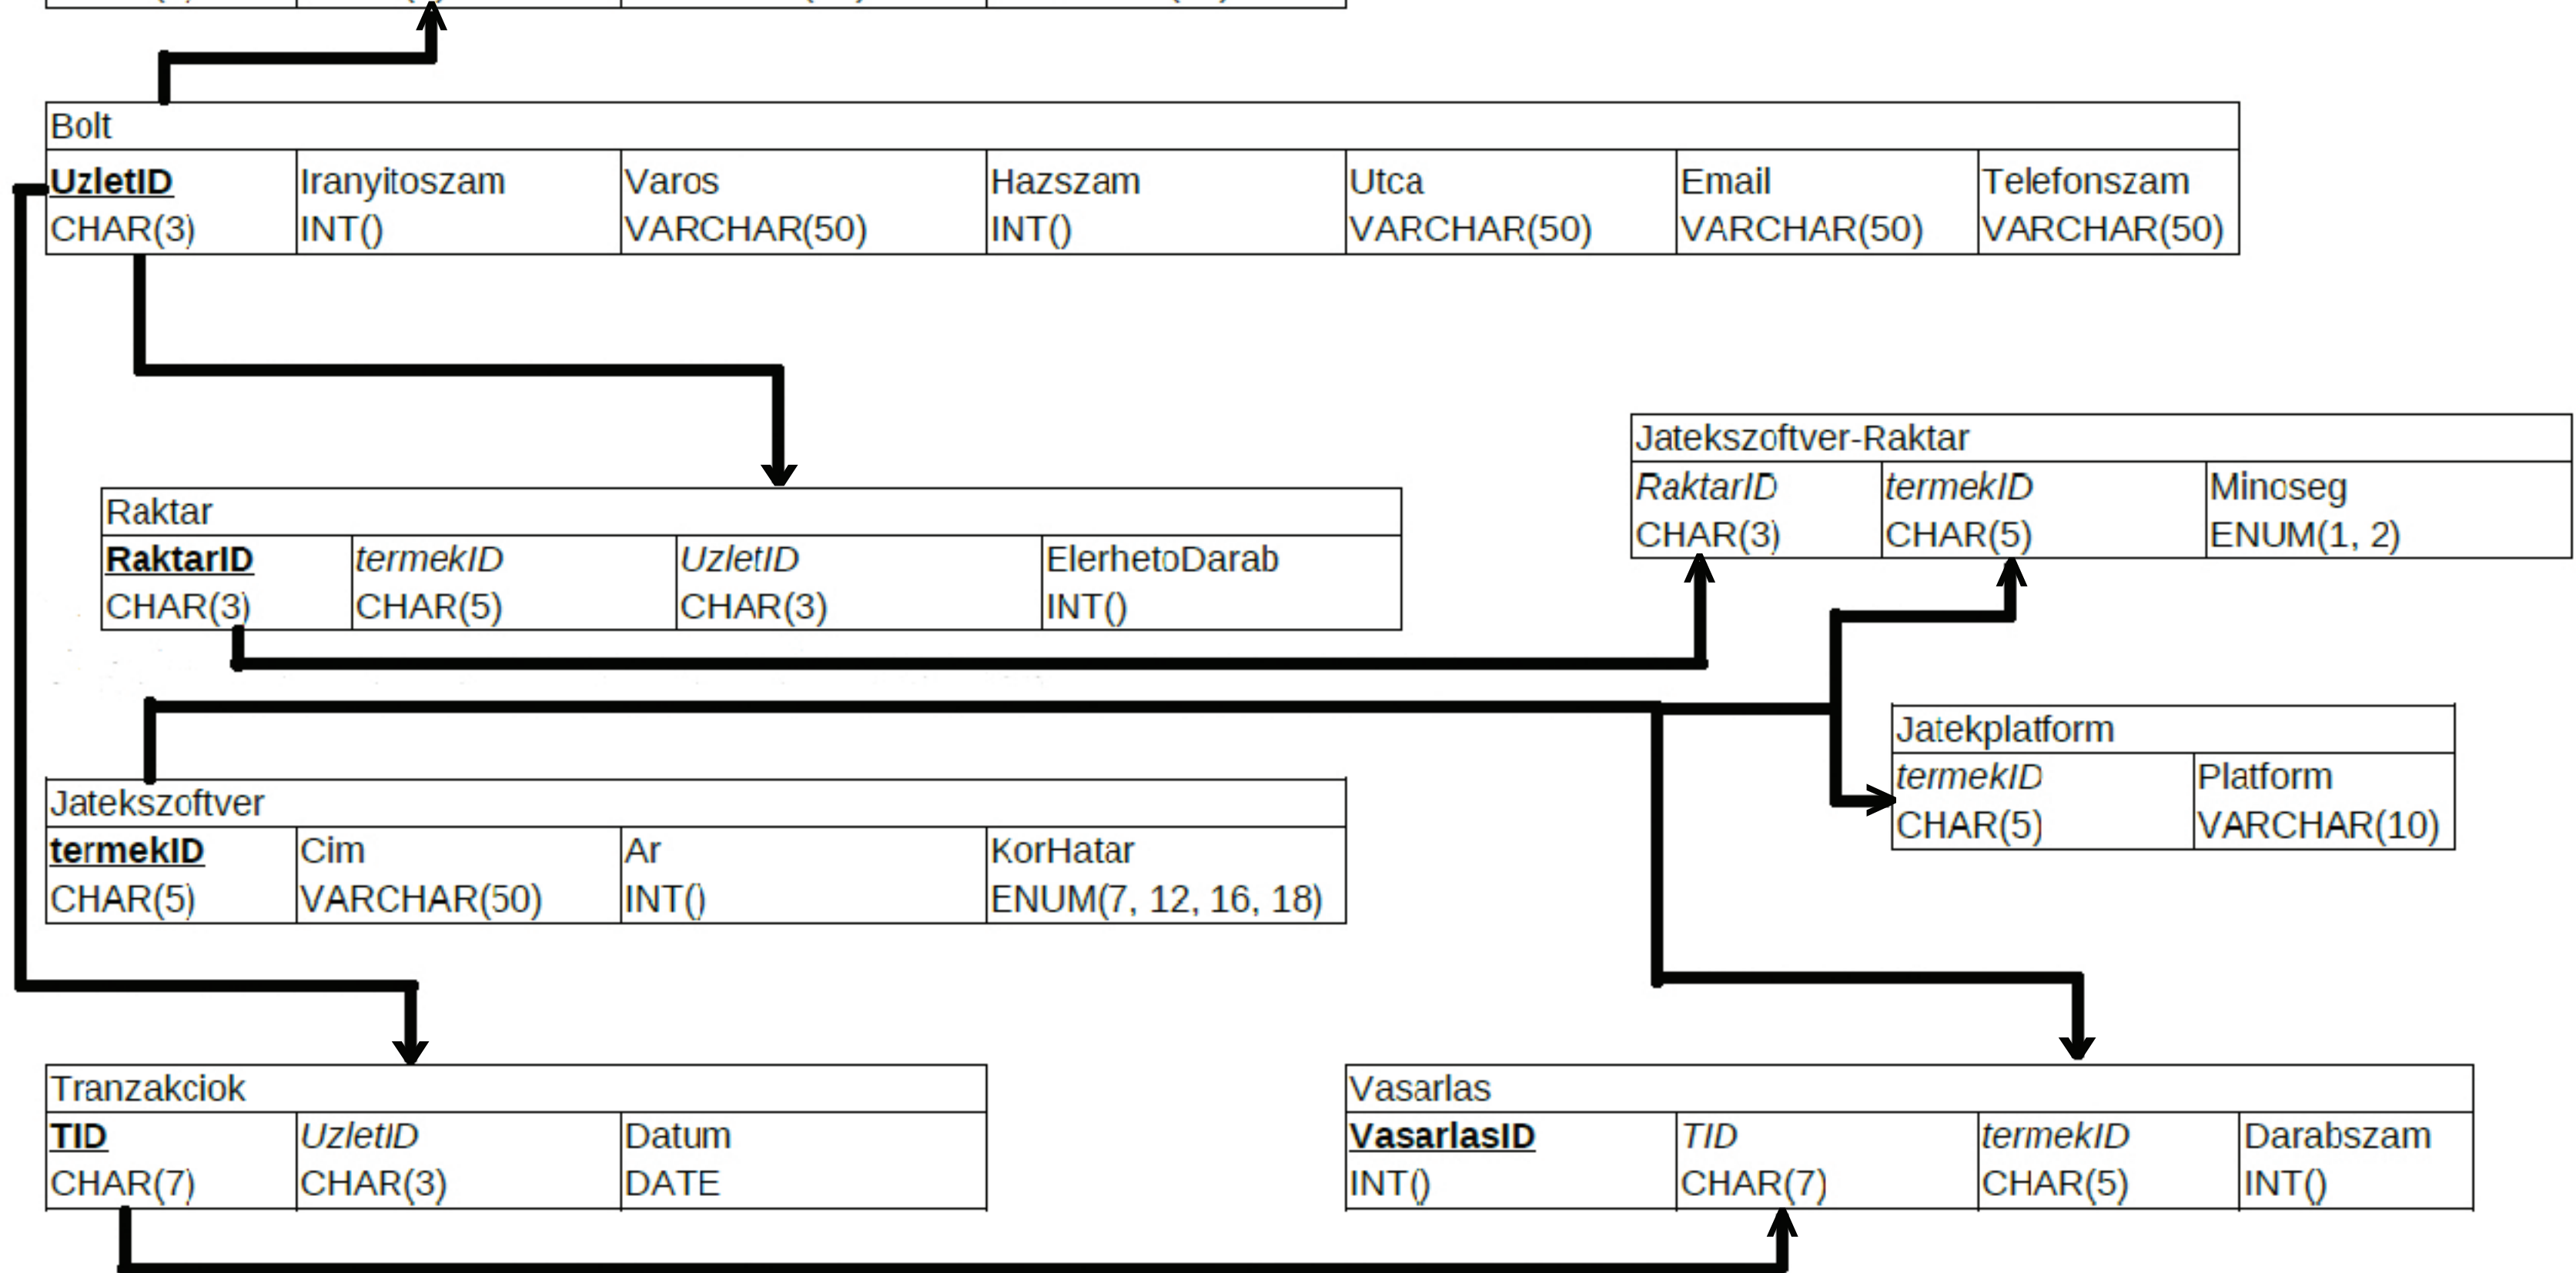 Bolt
UzletID Iranyitoszam Varos Hazszam Utca Email Telefonszam
CHAR(3) INT() VARCHAR(50) INT() VARCHAR(50) VARCHAR(50) VARCHAR(50)
Jatekszoftver-Raktar
RaktarID termekID Minoseg
CHAR(3) CHAR(5) ENUM(1, 2)
Raktar
RaktarID termekID UzletID ElerhetoDarab
CHAR(3) CHAR(5) CHAR(3) INT()
Jatekplatform
termekID Platform
CHAR(5) VARCHAR(10)
Jatekszoftver
termekID Cim Ar KorHatar
CHAR(5) VARCHAR(50) INT() ENUM(7, 12, 16, 18)
Tranzakciok
TID UzletID Datum
CHAR(7) CHAR(3) DATE
Vasarlas
VasarlasID TID termekID Darabszam
INT() CHAR(7) CHAR(5) INT()